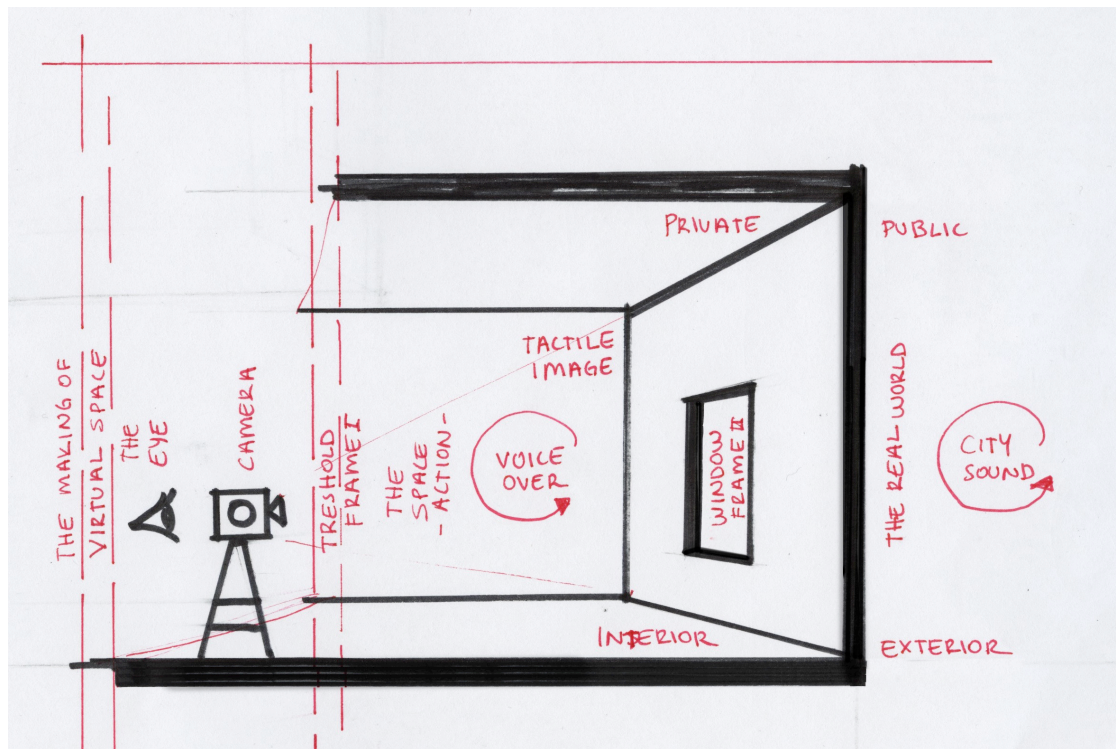 PRIVATE
PUBLIC
TACTILE
IMAGE
THE MAKING OF
VIRTUAL SPACE
THE
EYE
CAMERA
TRESHOLD
FRAME I
THE
SPACE
-ACTION-
VOICE
OVER
WINDOW
FRAME II
THE REAL WORLD
CITY
SOUND
INTERIOR
EXTERIOR